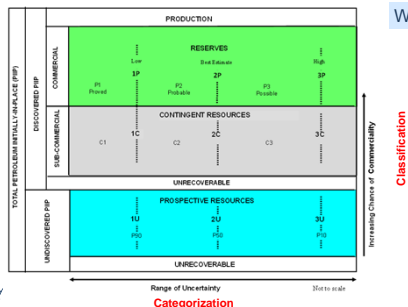 W
PRODUCTION
RESERVES
Low
Best Estimate
High
1P
2P
3P
P1
Proved
P2
Probable
P3
Possible
CONTINGENT RESOURCES
1C
2C
3C
C1
C2
C3
UNRECOVERABLE
PROSPECTIVE RESOURCES
1U
2U
3U
P90
P50
P10
UNRECOVERABLE
TOTAL PETROLEUM INITIALLY-IN-PLACE (PIIP)
DISCOVERED PIIP
UNDISCOVERED PIIP
COMMERCIAL
SUB-COMMERCIAL
Increasing Chance of Commerciality
Classification
Range of Uncertainty
Not to scale
Categorization
y